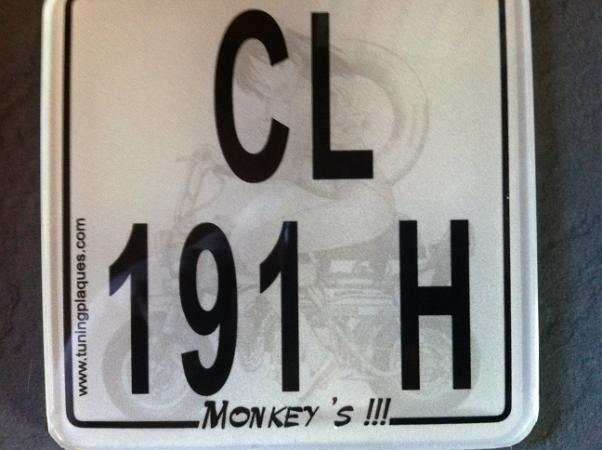 CL
191 H
www.tuningplaques.com
MONKEY 'S !!!